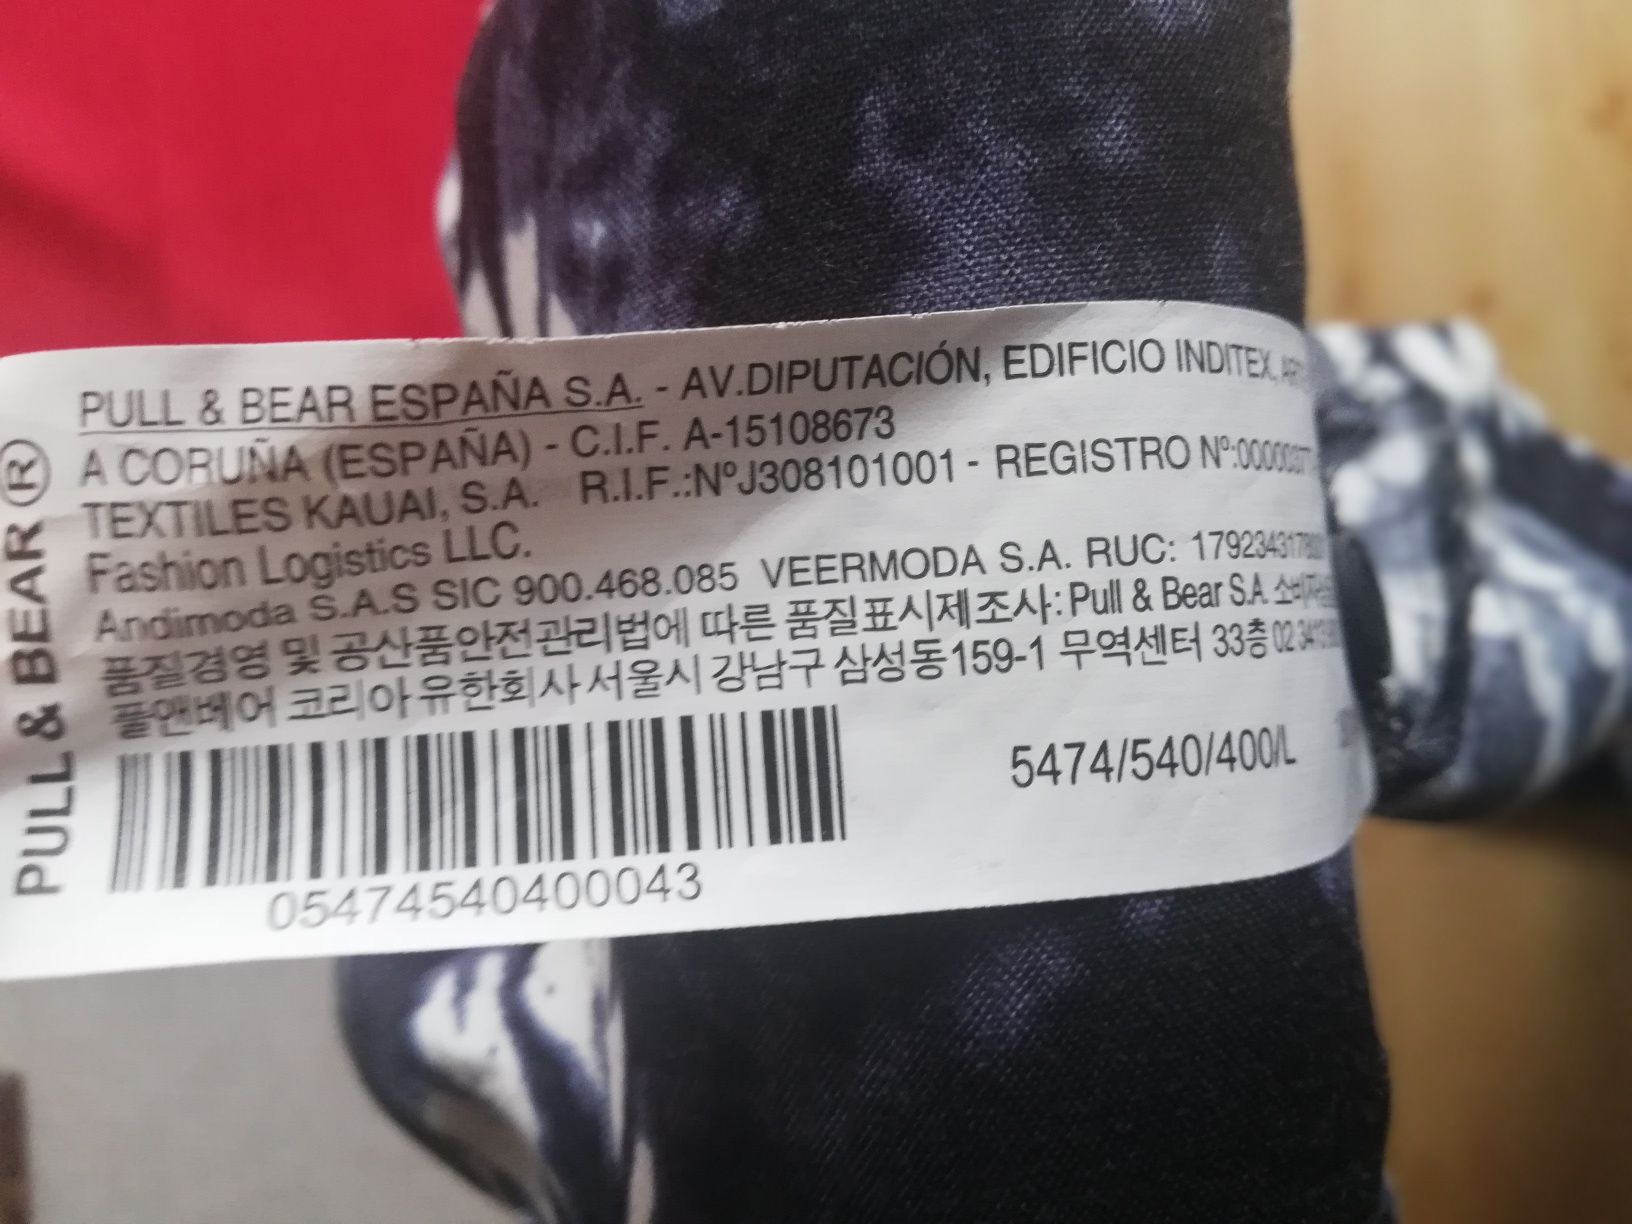 PULL & BEAR®
PULL & BEAR ESPAÑA S.A. - AV.DIPUTACIÓN, EDIFICIO INDITEX,
A CORUÑA (ESPAÑA) - C.I.F. A-15108673
TEXTILES KAUAI, S.A. R.I.F.:NºJ308101001 - REGISTRO Nº:
Fashion Logistics LLC.
Andimoda S.A.S SIC 900.468.085 VEERMODA S.A. RUC:
품질경영 및 공산품안전관리법에 따른 품질표시제조사: Pull & Bear S.A.
풀앤베어 코리아 유한회사 서울시 강남구 삼성동159-1 무역센터 33층 02
5474/540/400/L
05474540400043